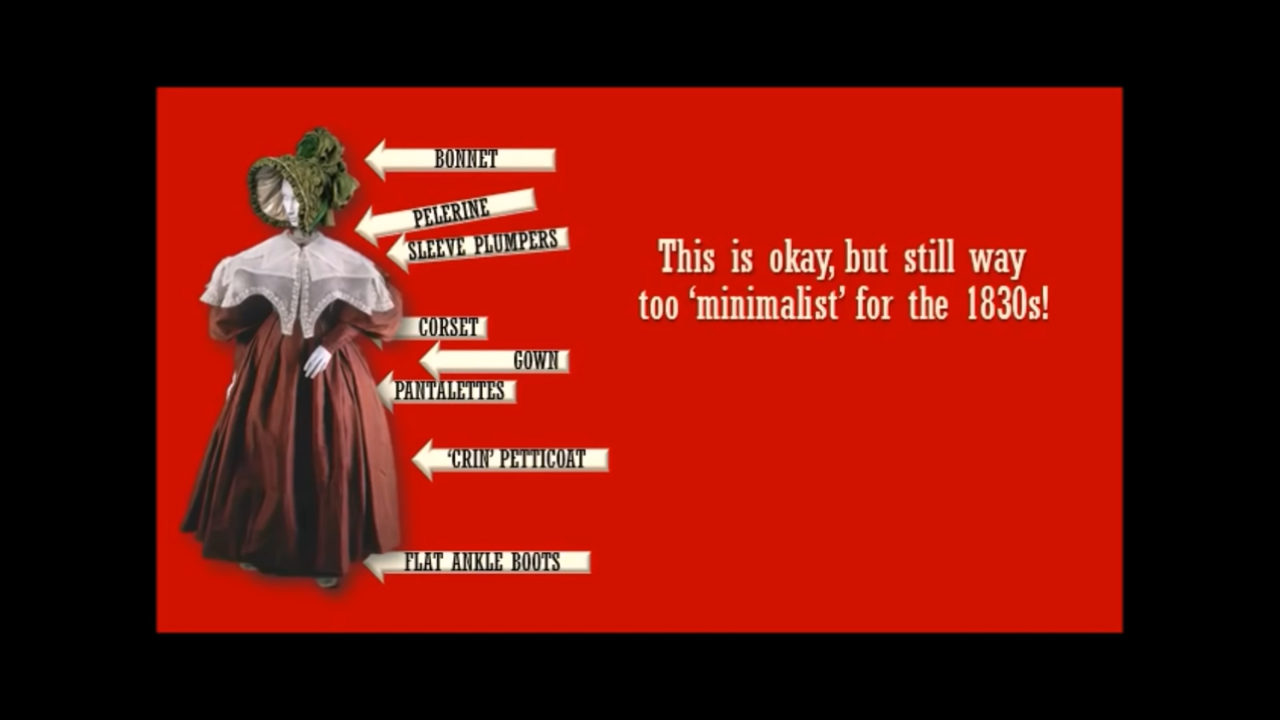 BONNET
PELERINE
SLEEVE PLUMPERS
CORSET
GOWN
PANTALETTES
‘CRIN’ PETTICOAT
FLAT ANKLE BOOTS
This is okay, but still way
too ‘minimalist’ for the 1830s!